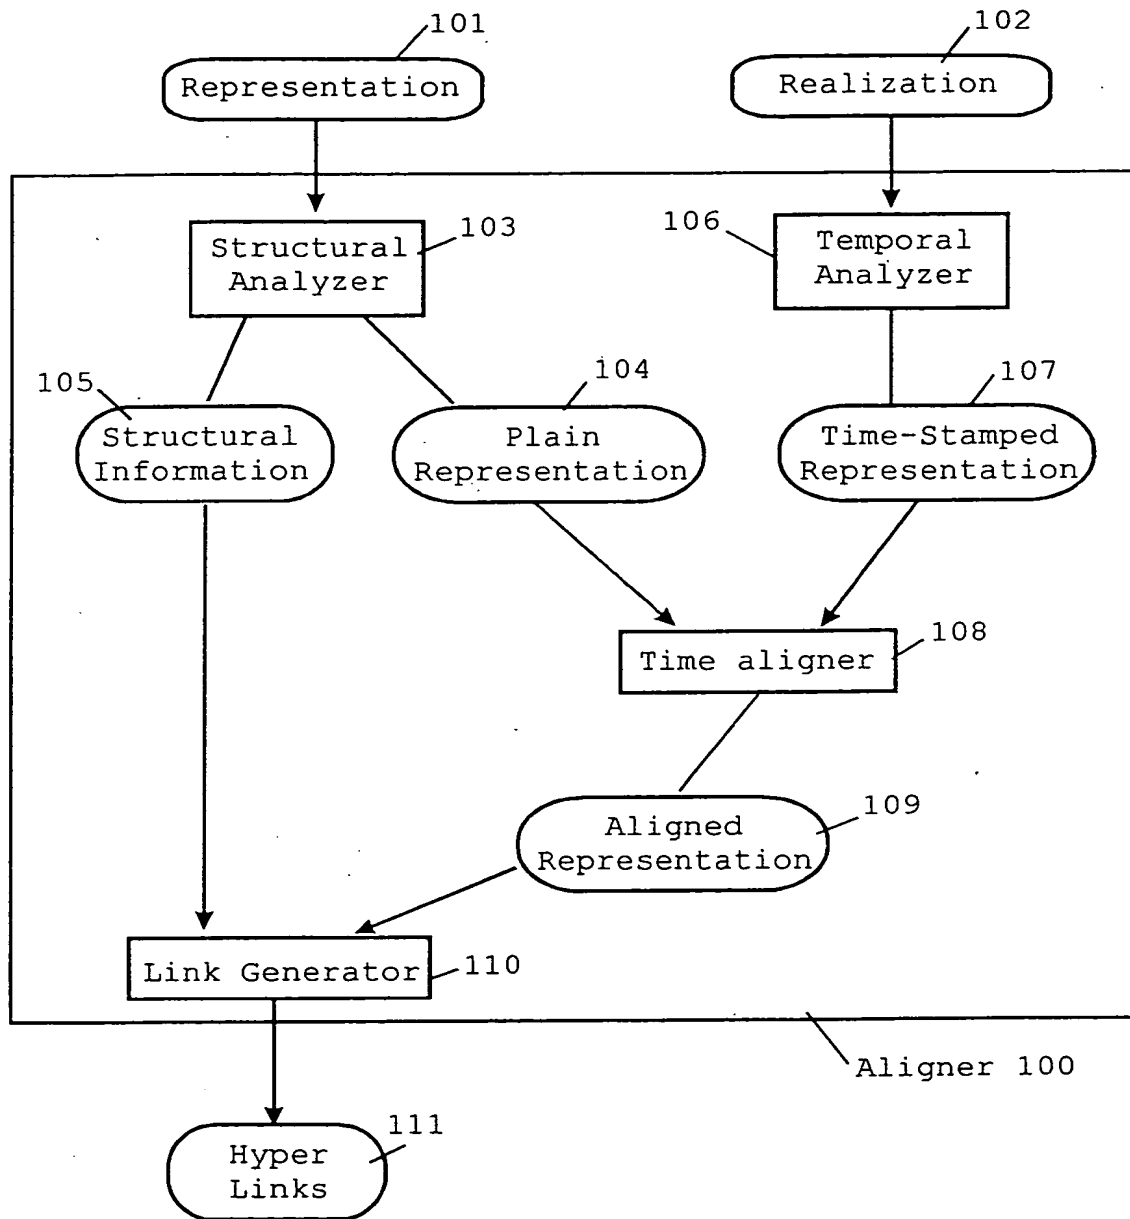 101
102
Representation
Realization
Structural
Analyzer
103
106
Temporal
Analyzer
105
104
107
Structural
Information
Plain
Representation
Time-Stamped
Representation
Time aligner
108
Aligned
Representation
109
Link Generator
110
Aligner 100
111
Hyper
Links